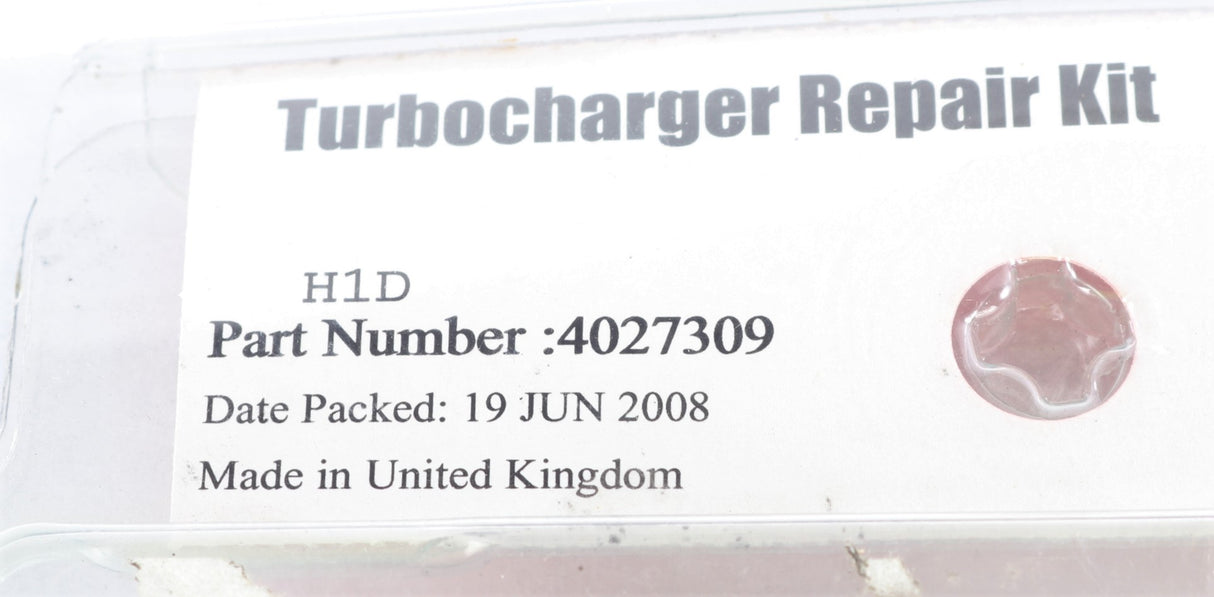 Turbocharger Repair Kit
H1D
Part Number :4027309
Date Packed: 19 JUN 2008
Made in United Kingdom